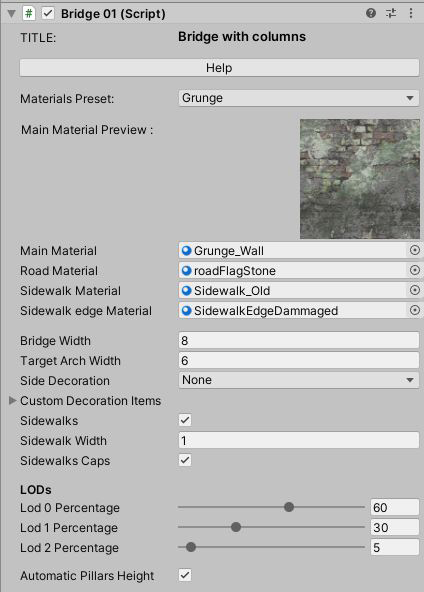 Bridge 01 (Script)
TITLE: Bridge with columns
Help
Materials Preset: Grunge
Main Material Preview :
Main Material Grunge_Wall
Road Material roadFlagStone
Sidewalk Material Sidewalk_Old
Sidewalk edge Material SidewalkEdgeDammaged
Bridge Width 8
Target Arch Width 6
Side Decoration None
Custom Decoration Items
Sidewalks
Sidewalk Width 1
Sidewalks Caps
LODs
Lod 0 Percentage 60
Lod 1 Percentage 30
Lod 2 Percentage 5
Automatic Pillars Height